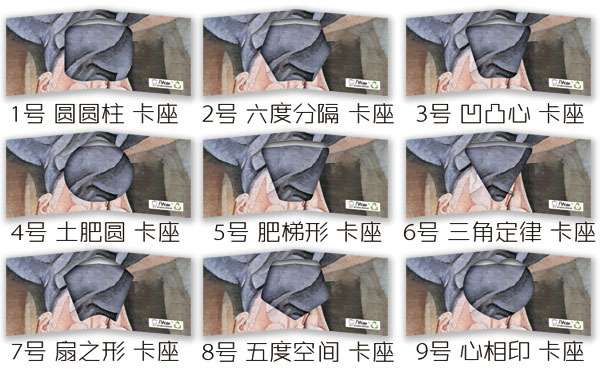 1号 圆圆柱 卡座
2号 六度分隔 卡座
3号 凹凸心 卡座
4号 土肥圆 卡座
5号 肥梯形 卡座
6号 三角定律 卡座
7号 扇之形 卡座
8号 五度空间 卡座
9号 心相印 卡座